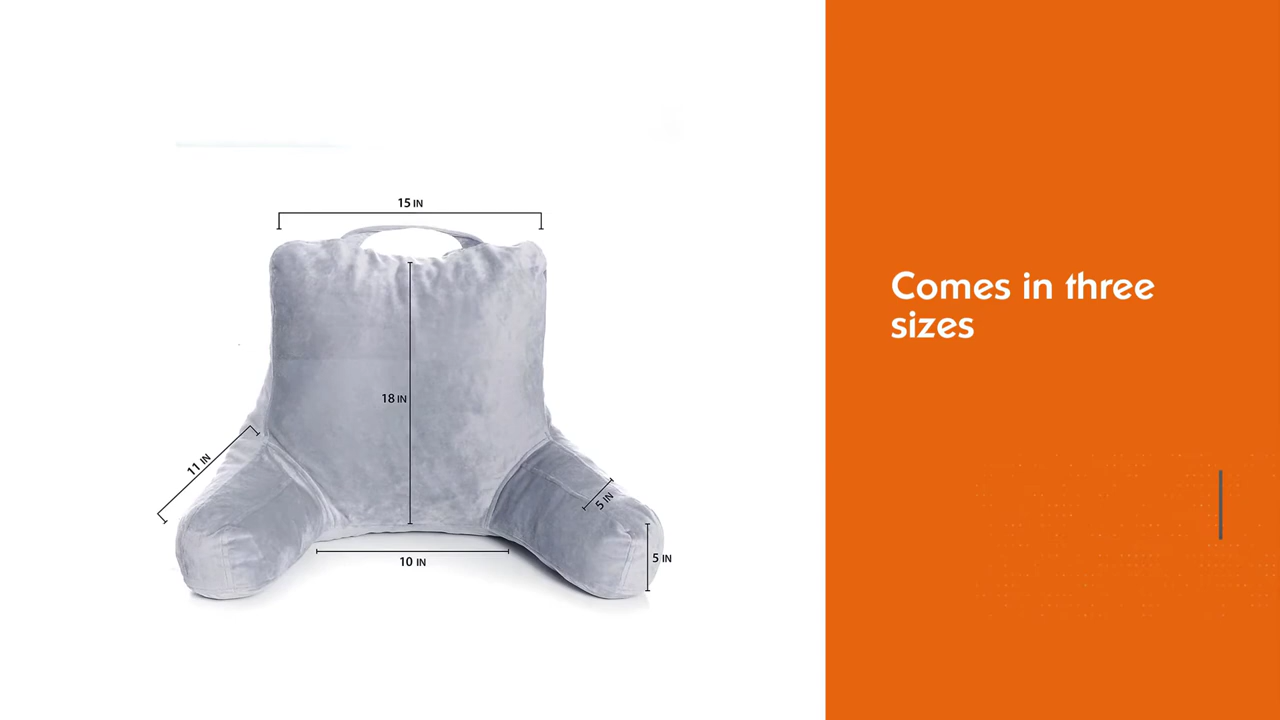 15 IN
18 IN
11 IN
5 IN
5 IN
10 IN
Comes in three
sizes